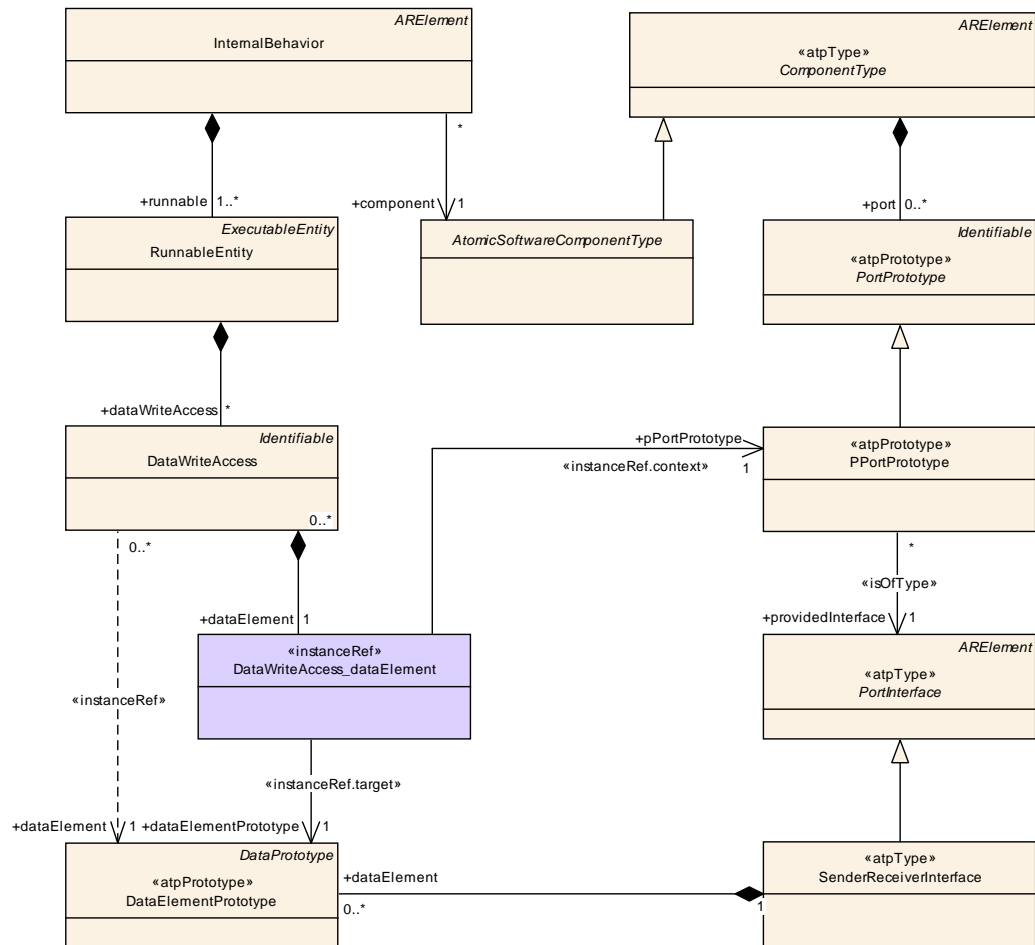 ARElement
InternalBehavior
ARElement
«atpType»
ComponentType
*
+runnable 1..*
+component 1
+port 0..*
ExecutableEntity
RunnableEntity
AtomicSoftwareComponentType
Identifiable
«atpPrototype»
PortPrototype
+dataWriteAccess *
Identifiable
DataWriteAccess
0..*
0..*
+pPortPrototype
«instanceRef.context» 1
«atpPrototype»
PPortPrototype
*
«isOfType»
+dataElement 1
+providedInterface 1
«instanceRef»
DataWriteAccess_dataElement
ARElement
«atpType»
PortInterface
«instanceRef»
«instanceRef.target»
+dataElement 1
+dataElementPrototype 1
DataPrototype
«atpPrototype»
DataElementPrototype
+dataElement
0..*
1
«atpType»
SenderReceiverInterface